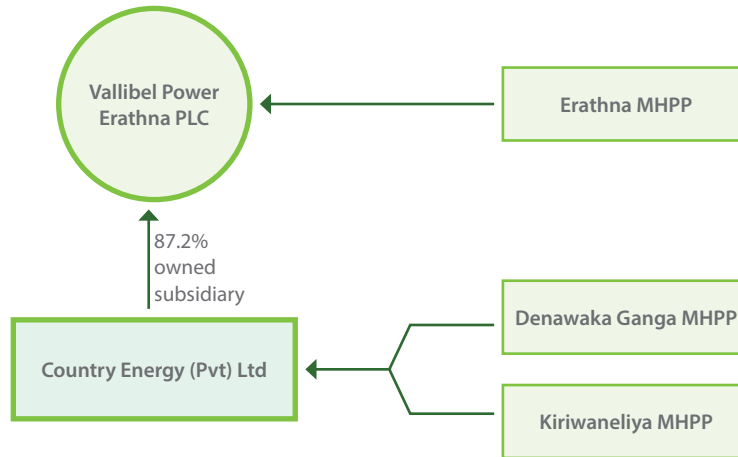 Vallibel Power
Erathna PLC
Erathna MHPP
87.2%
owned
subsidiary
Country Energy (Pvt) Ltd
Denawaka Ganga MHPP
Kiriwaneliya MHPP